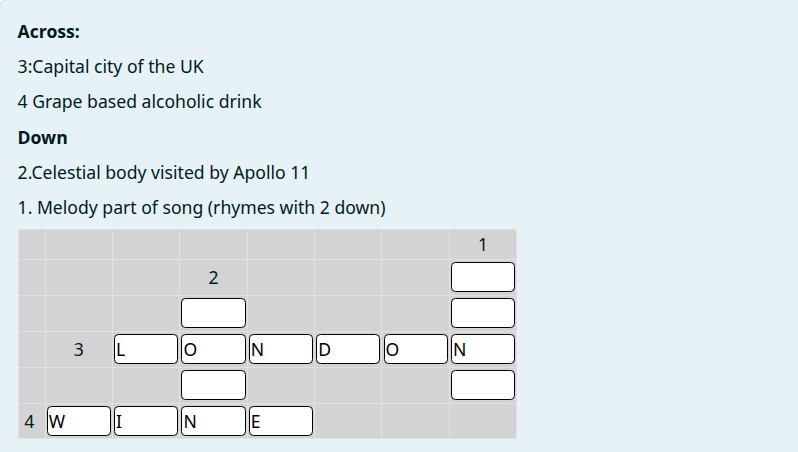 Across:
3:Capital city of the UK
4 Grape based alcoholic drink
Down
2.Celestial body visited by Apollo 11
1. Melody part of song (rhymes with 2 down)
1
2
3 L O N D O N
4 W I N E